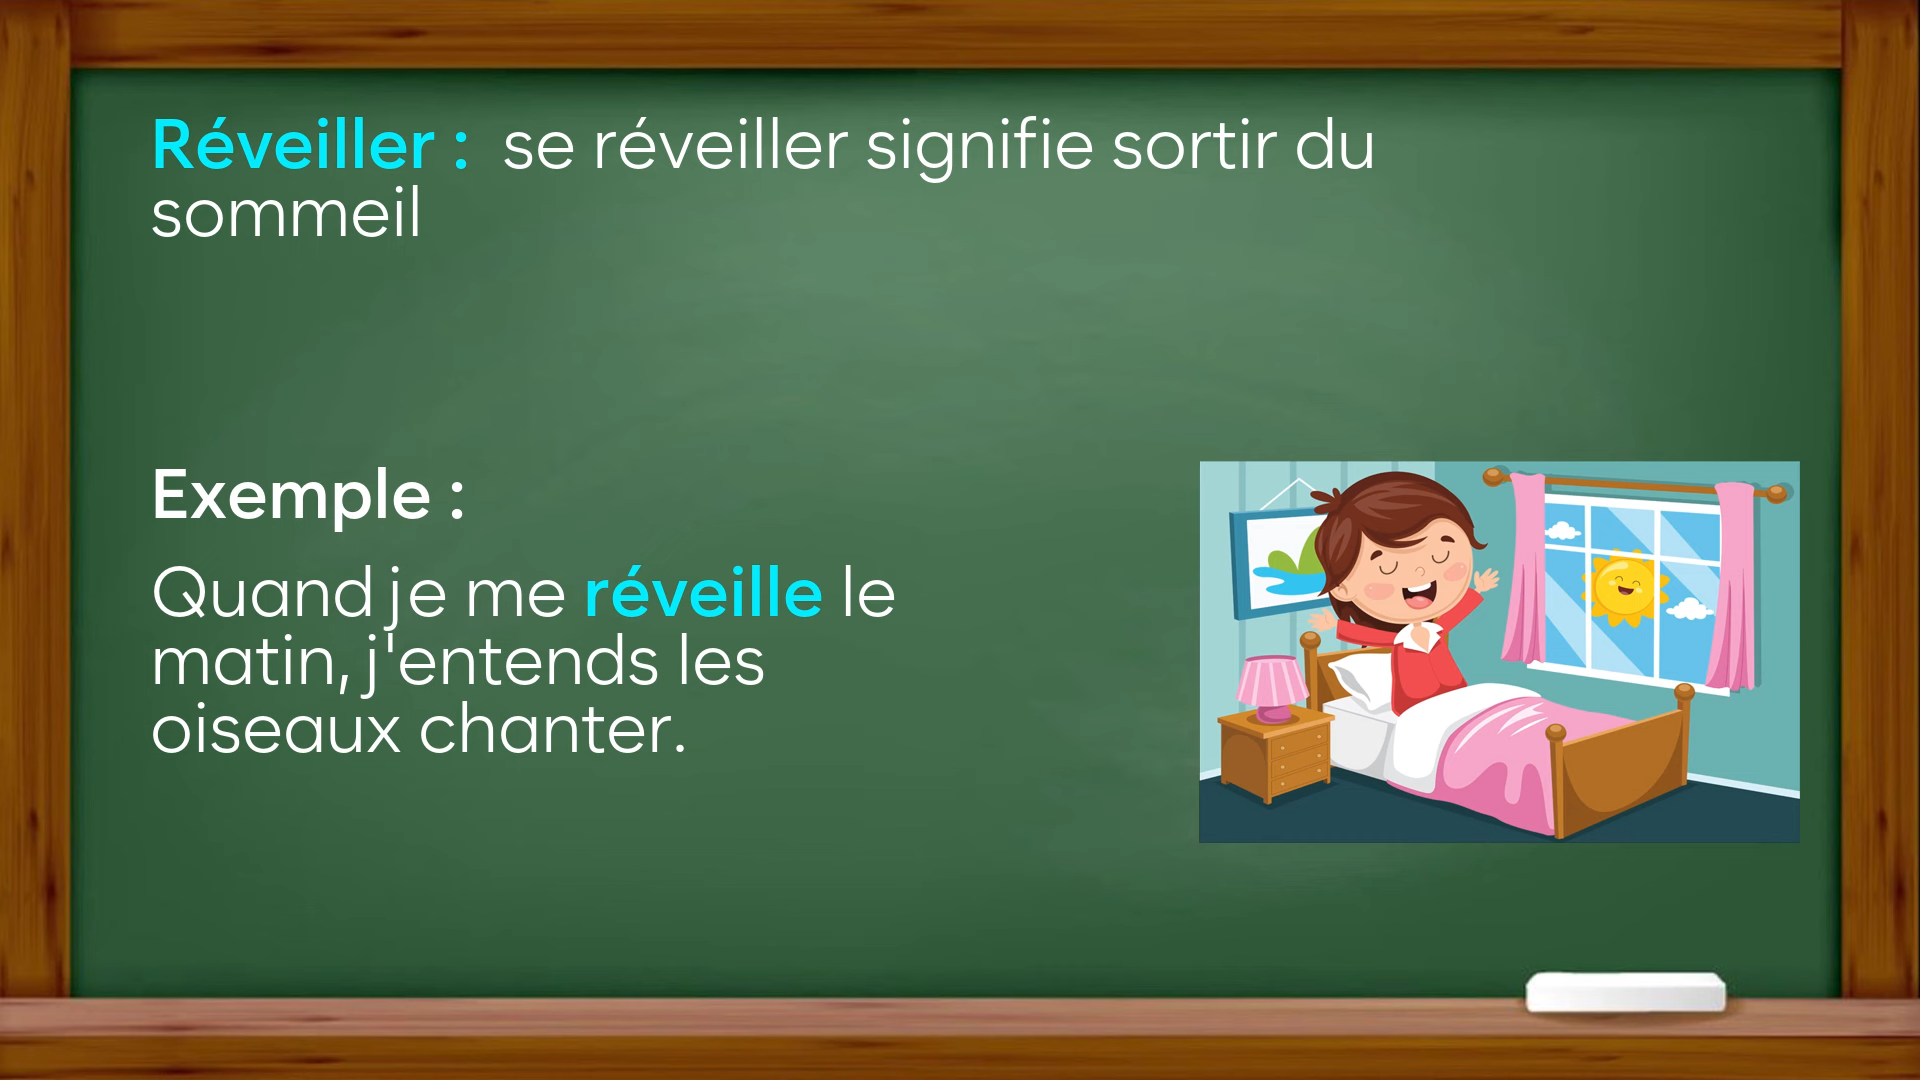 Réveiller : se réveiller signifie sortir du
sommeil
Exemple :
Quand je me réveille le
matin, j'entends les
oiseaux chanter.